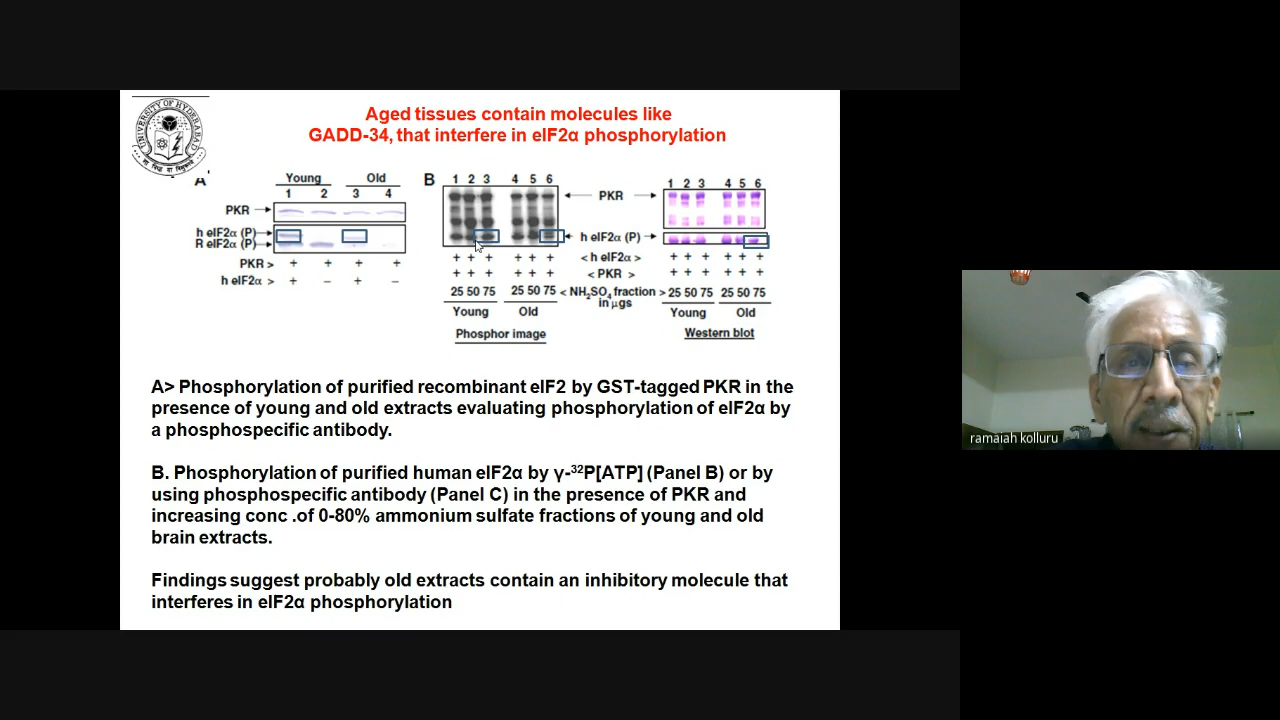 Aged tissues contain molecules like
GADD-34, that interfere in eIF2α phosphorylation
UNIVERSITY OF HYDERABAD
A
Young Old
1 2 3 4
PKR
h eIF2α (P)
R eIF2α (P)
PKR > + + + +
h eIF2α > + – + –
B
1 2 3 4 5 6
PKR
1 2 3 4 5 6
h eIF2α (P)
+ + + + + + < h eIF2α > + + + + + +
+ + + + + + < PKR > + + + + + +
25 50 75 25 50 75 < NH2SO4 fraction > 25 50 75 25 50 75
in μgs
Young Old Young Old
Phosphor image Western blot
A> Phosphorylation of purified recombinant eIF2 by GST-tagged PKR in the
presence of young and old extracts evaluating phosphorylation of eIF2α by
a phosphospecific antibody.
B. Phosphorylation of purified human eIF2α by γ-³²P[ATP] (Panel B) or by
using phosphospecific antibody (Panel C) in the presence of PKR and
increasing conc .of 0-80% ammonium sulfate fractions of young and old
brain extracts.
Findings suggest probably old extracts contain an inhibitory molecule that
interferes in eIF2α phosphorylation
ramaiah kolluru